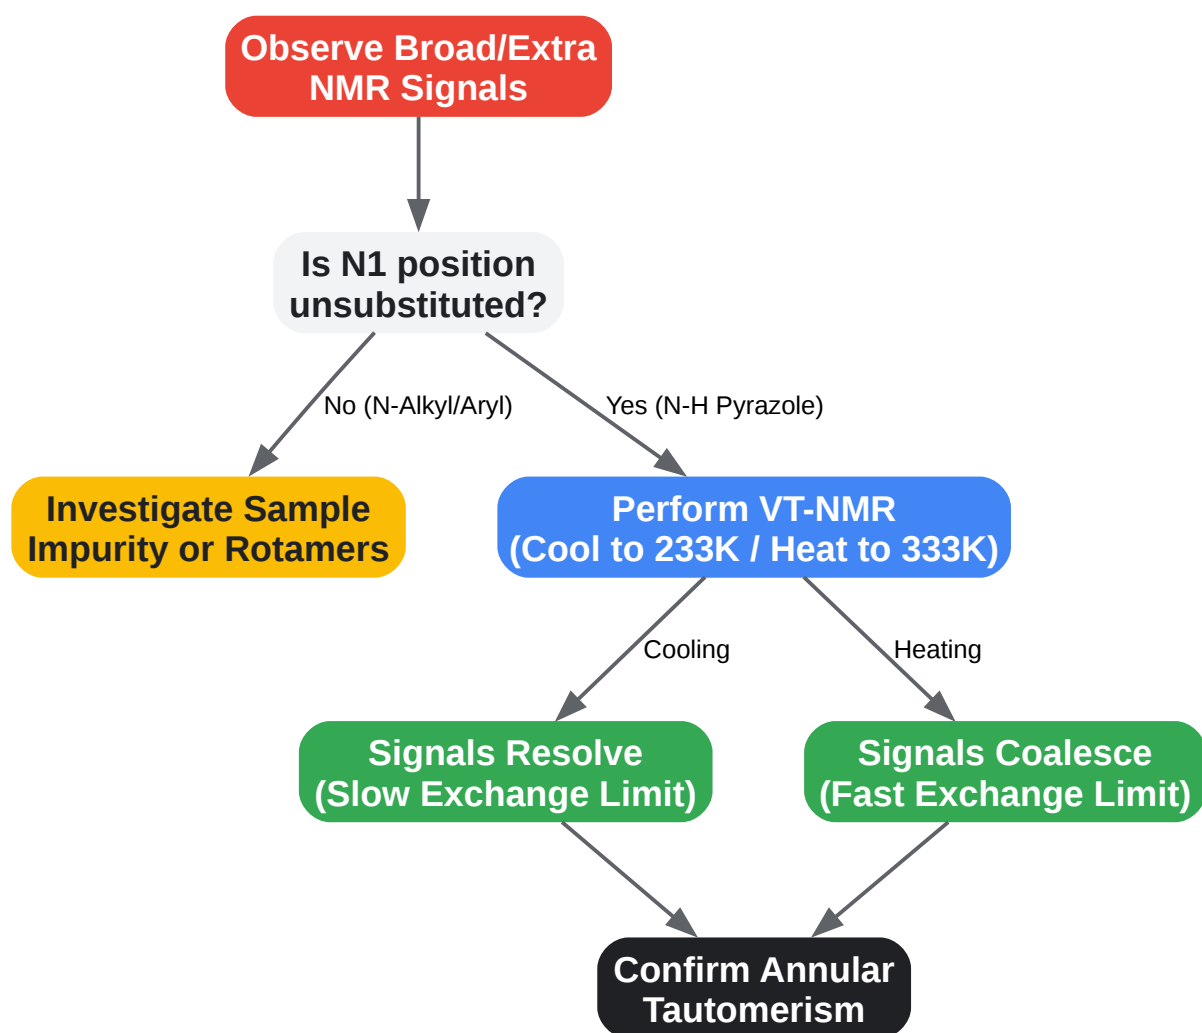 Observe Broad/Extra
NMR Signals
Is N1 position
unsubstituted?
No (N-Alkyl/Aryl)
Yes (N-H Pyrazole)
Investigate Sample
Impurity or Rotamers
Perform VT-NMR
(Cool to 233K / Heat to 333K)
Cooling
Heating
Signals Resolve
(Slow Exchange Limit)
Signals Coalesce
(Fast Exchange Limit)
Confirm Annular
Tautomerism